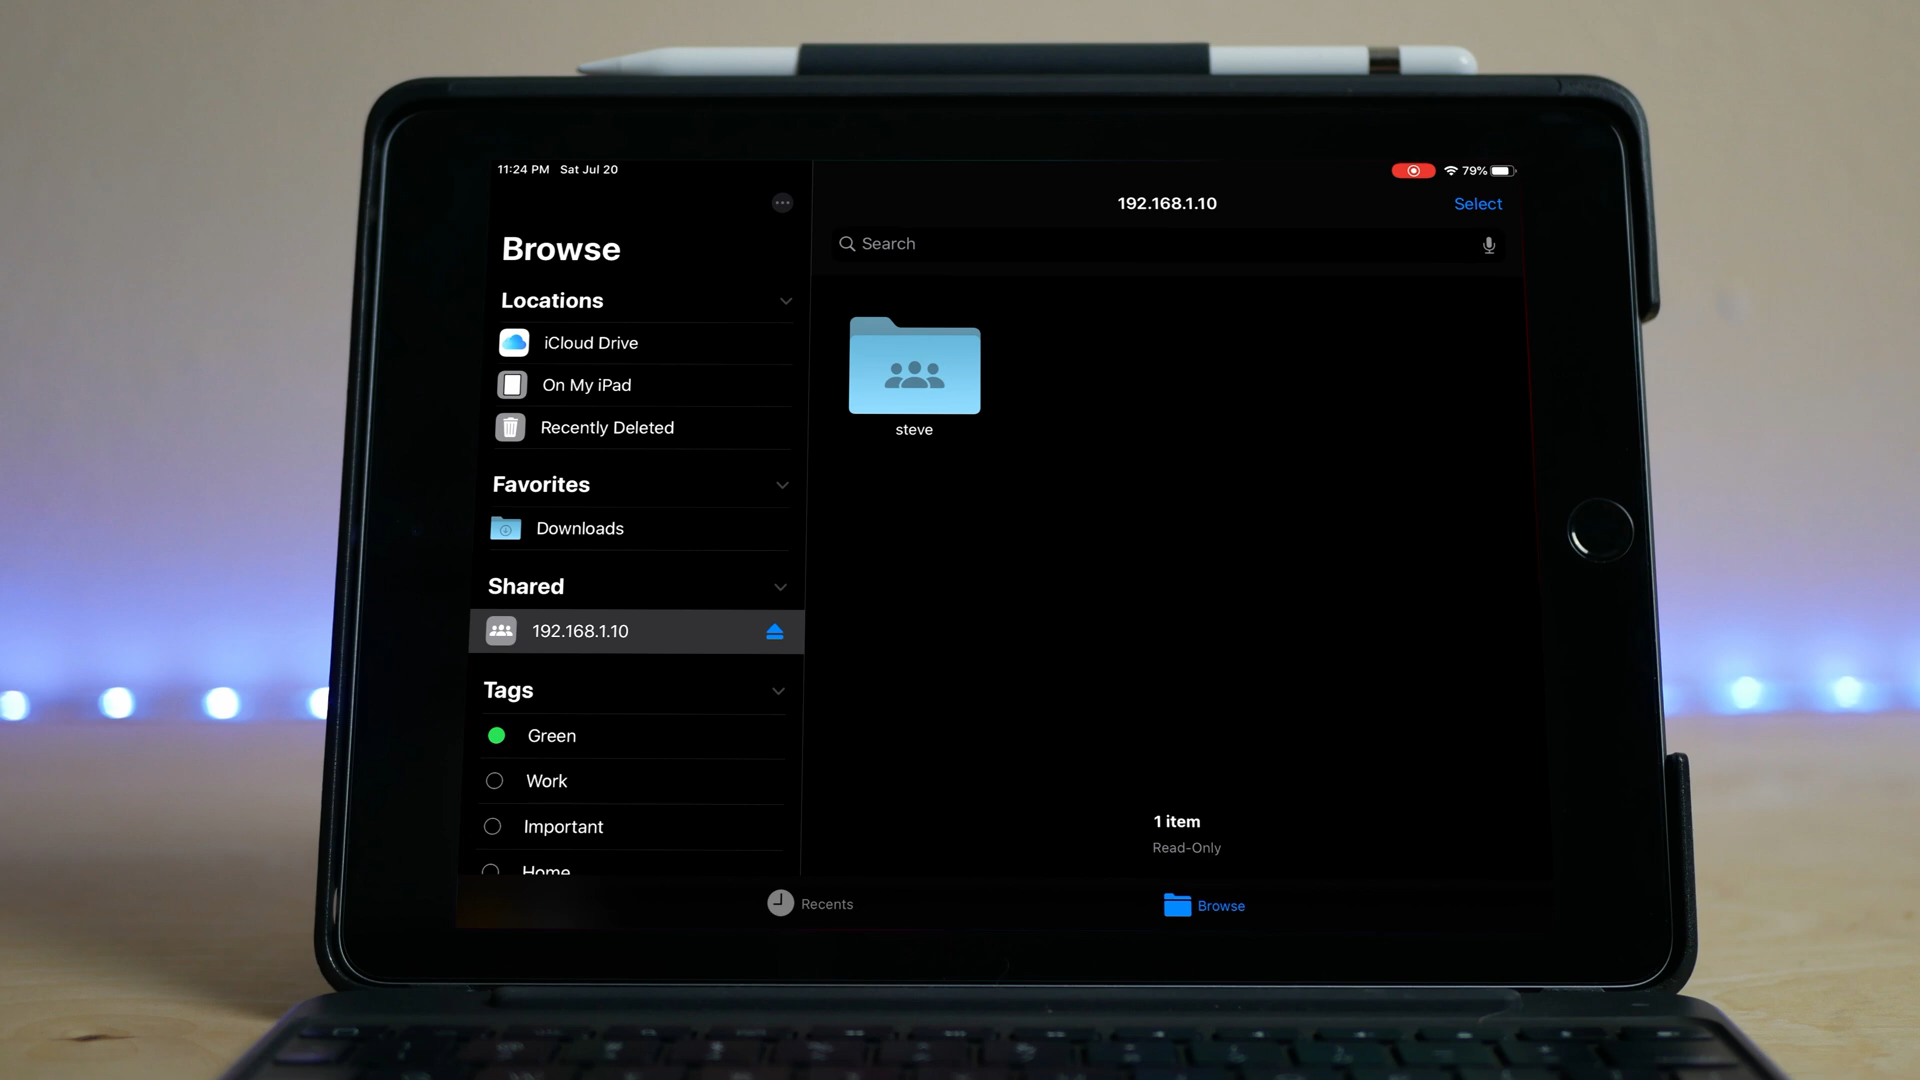 11:24 PM Sat Jul 20
79%
192.168.1.10
Select
Search
Browse
Locations
iCloud Drive
On My iPad
Recently Deleted
Favorites
Downloads
Shared
192.168.1.10
Tags
Green
Work
Important
Home
steve
1 item
Read-Only
Recents
Browse